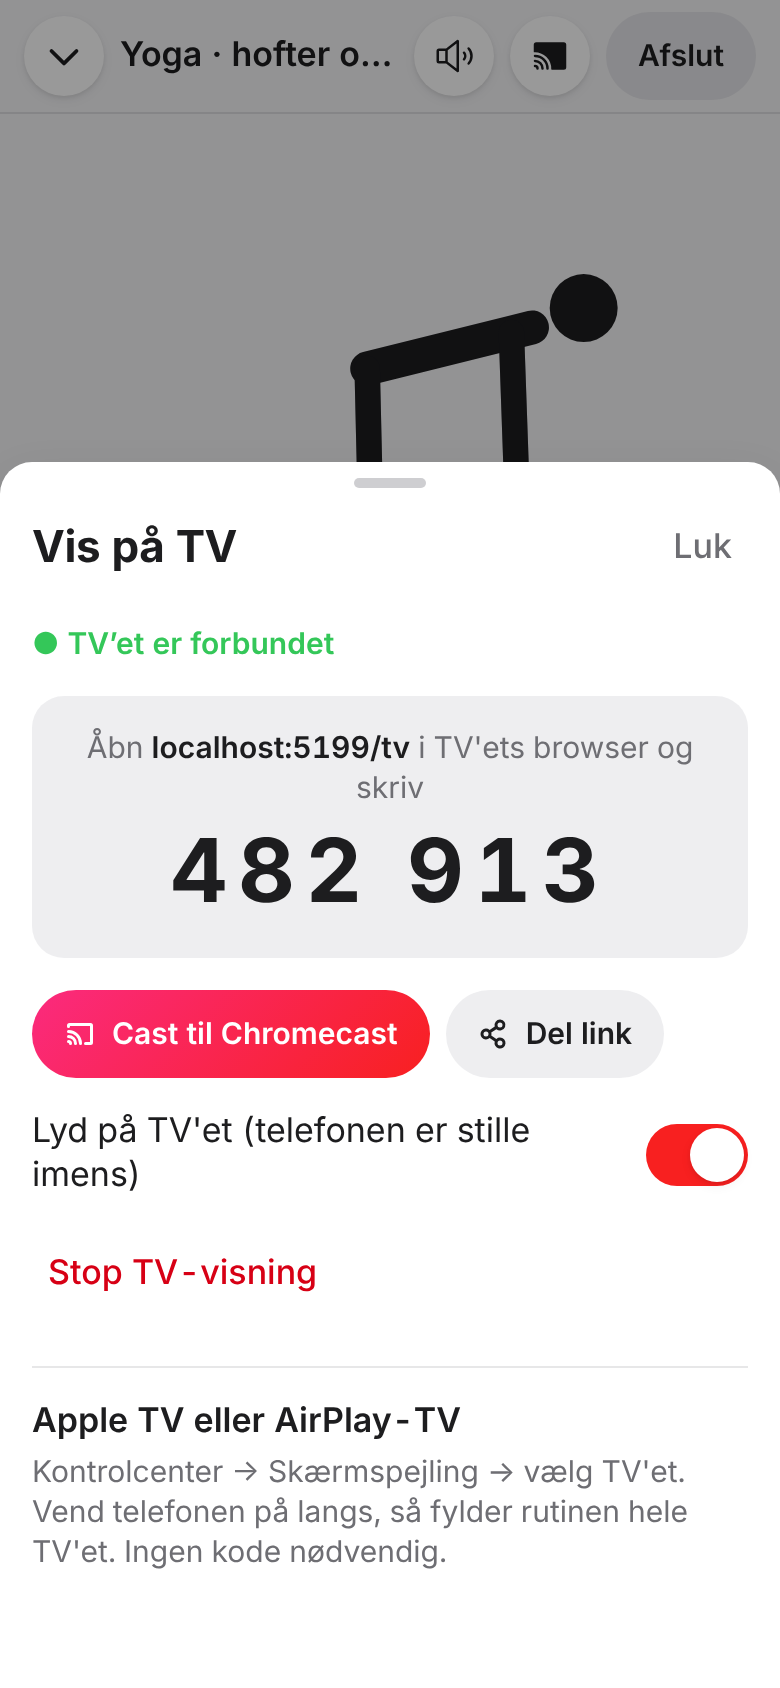 Yoga · hofter o...
Afslut
Vis på TV
Luk
TV’et er forbundet
Åbn localhost:5199/tv i TV'ets browser og
skriv
482 913
Cast til Chromecast
Del link
Lyd på TV'et (telefonen er stille
imens)
Stop TV-visning
Apple TV eller AirPlay-TV
Kontrolcenter → Skærmspejling → vælg TV'et.
Vend telefonen på langs, så fylder rutinen hele
TV'et. Ingen kode nødvendig.